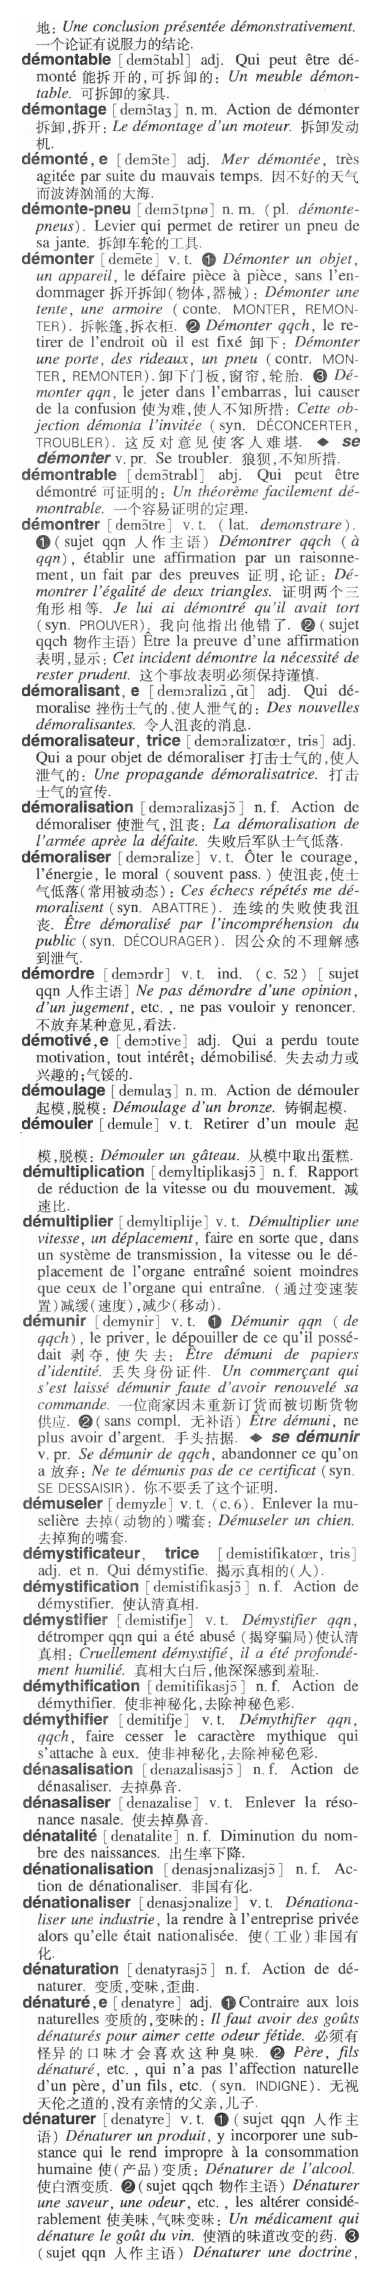 地: Une conclusion présentée démonstrativement.
一个论证有说服力的结论.
démontable [demɔ̃tabl] adj. Qui peut être dé-
monté 能拆开的,可拆卸的: Un meuble démon-
table. 可拆卸的家具.
démontage [demɔ̃taʒ] n. m. Action de démonter
拆卸,拆开: Le démontage d'un moteur. 拆卸发动
机.
démonté, e [demɔ̃te] adj. Mer démontée, très
agitée par suite du mauvais temps. 因不好的天气
而波涛汹涌的大海.
démonte-pneu [demɔ̃tpnø] n. m. (pl. démonte-
pneus). Levier qui permet de retirer un pneu de
sa jante. 拆卸车轮的工具.
démonter [demɛ̃te] v. t. ❶ Démonter un objet,
un appareil, le défaire pièce à pièce, sans l'en-
dommager 拆开拆卸(物体,器械): Démonter une
tente, une armoire (conte. MONTER, REMON-
TER). 拆帐篷,拆衣柜. ❷ Démonter qqch, le re-
tirer de l'endroit où il est fixé 卸下: Démonter
une porte, des rideaux, un pneu (contr. MON-
TER, REMONTER). 卸下门板,窗帘,轮胎. ❸ Dé-
monter qqn, le jeter dans l'embarras, lui causer
de la confusion 使为难,使人不知所措: Cette ob-
jection démonta l'invitée (syn. DÉCONCERTER,
TROUBLER). 这反对意见使客人难堪. ◆ se
démonter v. pr. Se troubler. 狼狈,不知所措.
démontrable [demɔ̃trabl] abj. Qui peut être
démontré 可证明的: Un théorème facilement dé-
montrable. 一个容易证明的定理.
démontrer [demɔ̃tre] v. t. (lat. demonstrare).
❶(sujet qqn 人作主语) Démontrer qqch (à
qqn), établir une affirmation par un raisonne-
ment, un fait par des preuves 证明,论证: Dé-
montrer l'égalité de deux triangles. 证明两个三
角形相等. Je lui ai démontré qu'il avait tort
(syn. PROUVER). 我向他指出他错了. ❷(sujet
qqch 物作主语) Être la preuve d'une affirmation
表明,显示: Cet incident démontre la nécessité de
rester prudent. 这个事故表明必须保持谨慎.
démoralisant, e [demɔralizɑ̃,ɑ̃t] adj. Qui dé-
moralise 挫伤士气的、使人泄气的: Des nouvelles
démoralisantes. 令人沮丧的消息.
démoralisateur, trice [demɔralizatœr, tris] adj.
Qui a pour objet de démoraliser 打击士气的,使人
泄气的: Une propagande démoralisatrice. 打击
士气的宣传.
démoralisation [demɔralizasjɔ̃] n. f. Action de
démoraliser 使泄气,沮丧: La démoralisation de
l'armée après la défaite. 失败后军队士气低落.
démoraliser [demɔralize] v. t. Ôter le courage,
l'énergie, le moral (souvent pass.) 使沮丧,使士
气低落(常用被动态): Ces échecs répétés me dé-
moralisent (syn. ABATTRE). 连续的失败使我沮
丧. Être démoralisé par l'incompréhension du
public (syn. DÉCOURAGER). 因公众的不理解感
到泄气.
démordre [demɔrdr] v. t. ind. (c. 52) [sujet
qqn 人作主语] Ne pas démordre d'une opinion,
d'un jugement, etc., ne pas vouloir y renoncer.
不放弃某种意见,看法.
démotivé,e [demɔtive] adj. Qui a perdu toute
motivation, tout intérêt; démobilisé. 失去动力或
兴趣的;气馁的.
démoulage [demulaʒ] n. m. Action de démouler
起模,脱模: Démoulage d'un bronze. 铸铜起模.
démouler [demule] v. t. Retirer d'un moule 起
模,脱模: Démouler un gâteau. 从模中取出蛋糕.
démultiplication [demyltiplikasjɔ̃] n. f. Rapport
de réduction de la vitesse ou du mouvement. 减
速比.
démultiplier [demyltiplije] v. t. Démultiplier une
vitesse, un déplacement, faire en sorte que, dans
un système de transmission, la vitesse ou le dé-
placement de l'organe entraîné soient moindres
que ceux de l'organe qui entraîne. (通过变速装
置)减缓(速度),减少(移动).
démunir [demynir] v. t. ❶ Démunir qqn (de
qqch), le priver, le dépouiller de ce qu'il possé-
dait 剥夺, 使失去: Être démuni de papiers
d'identité. 丢失身份证件. Un commerçant qui
s'est laissé démunir faute d'avoir renouvelé sa
commande. 一位商家因未重新订货而被切断货物
供应. ❷(sans compl. 无补语) Être démuni, ne
plus avoir d'argent. 手头拮据. ◆ se démunir
v. pr. Se démunir de qqch, abandonner ce qu'on
a 放弃: Ne te démunis pas de ce certificat (syn.
SE DESSAISIR). 你不要丢了这个证明.
démuseler [demyzle] v. t. (c. 6). Enlever la mu-
selière 去掉(动物的)嘴套: Démuseler un chien.
去掉狗的嘴套.
démystificateur, trice [demistifikatœr, tris]
adj. et n. Qui démystifie. 揭示真相的(人).
démystification [demistifikasjɔ̃] n. f. Action de
démystifier. 使认清真相.
démystifier [demistifje] v. t. Démystifier qqn,
détromper qqn qui a été abusé (揭穿骗局)使认清
真相: Cruellement démystifié, il a été profondé-
ment humilié. 真相大白后,他深深感到羞耻.
démythification [demitifikasjɔ̃] n. f. Action de
démythifier. 使非神秘化,去除神秘色彩.
démythifier [demitifje] v. t. Démythifier qqn,
qqch, faire cesser le caractère mythique qui
s'attache à eux. 使非神秘化,去除神秘色彩.
dénasalisation [denazalisasjɔ̃] n. f. Action de
dénasaliser. 去掉鼻音.
dénasaliser [denazalise] v. t. Enlever la réso-
nance nasale. 使去掉鼻音.
dénatalité [denatalite] n. f. Diminution du nom-
bre des naissances. 出生率下降.
dénationalisation [denasjɔnalizasjɔ̃] n. f. Ac-
tion de dénationaliser. 非国有化.
dénationaliser [denasjɔnalize] v. t. Dénationa-
liser une industrie, la rendre à l'entreprise privée
alors qu'elle était nationalisée. 使(工业)非国有
化.
dénaturation [denatyrasjɔ̃] n. f. Action de dé-
naturer. 变质,变味,歪曲.
dénaturé,e [denatyre] adj. ❶Contraire aux lois
naturelles 变质的,变味的: Il faut avoir des goûts
dénaturés pour aimer cette odeur fétide. 必须有
怪异的口味才会喜欢这种臭味. ❷ Père, fils
dénaturé, etc., qui n'a pas l'affection naturelle
d'un père, d'un fils, etc. (syn. INDIGNE). 无视
天伦之道的,没有亲情的父亲,儿子.
dénaturer [denatyre] v. t. ❶ (sujet qqn 人作主
语) Dénaturer un produit, y incorporer une sub-
stance qui le rend impropre à la consommation
humaine 使(产品)变质: Dénaturer de l'alcool.
使白酒变质. ❷(sujet qqch 物作主语) Dénaturer
une saveur, une odeur, etc., les altérer considé-
rablement 使美味,气味变味: Un médicament qui
dénature le goût du vin. 使酒的味道改变的药. ❸
(sujet qqn 人作主语) Dénaturer une doctrine,